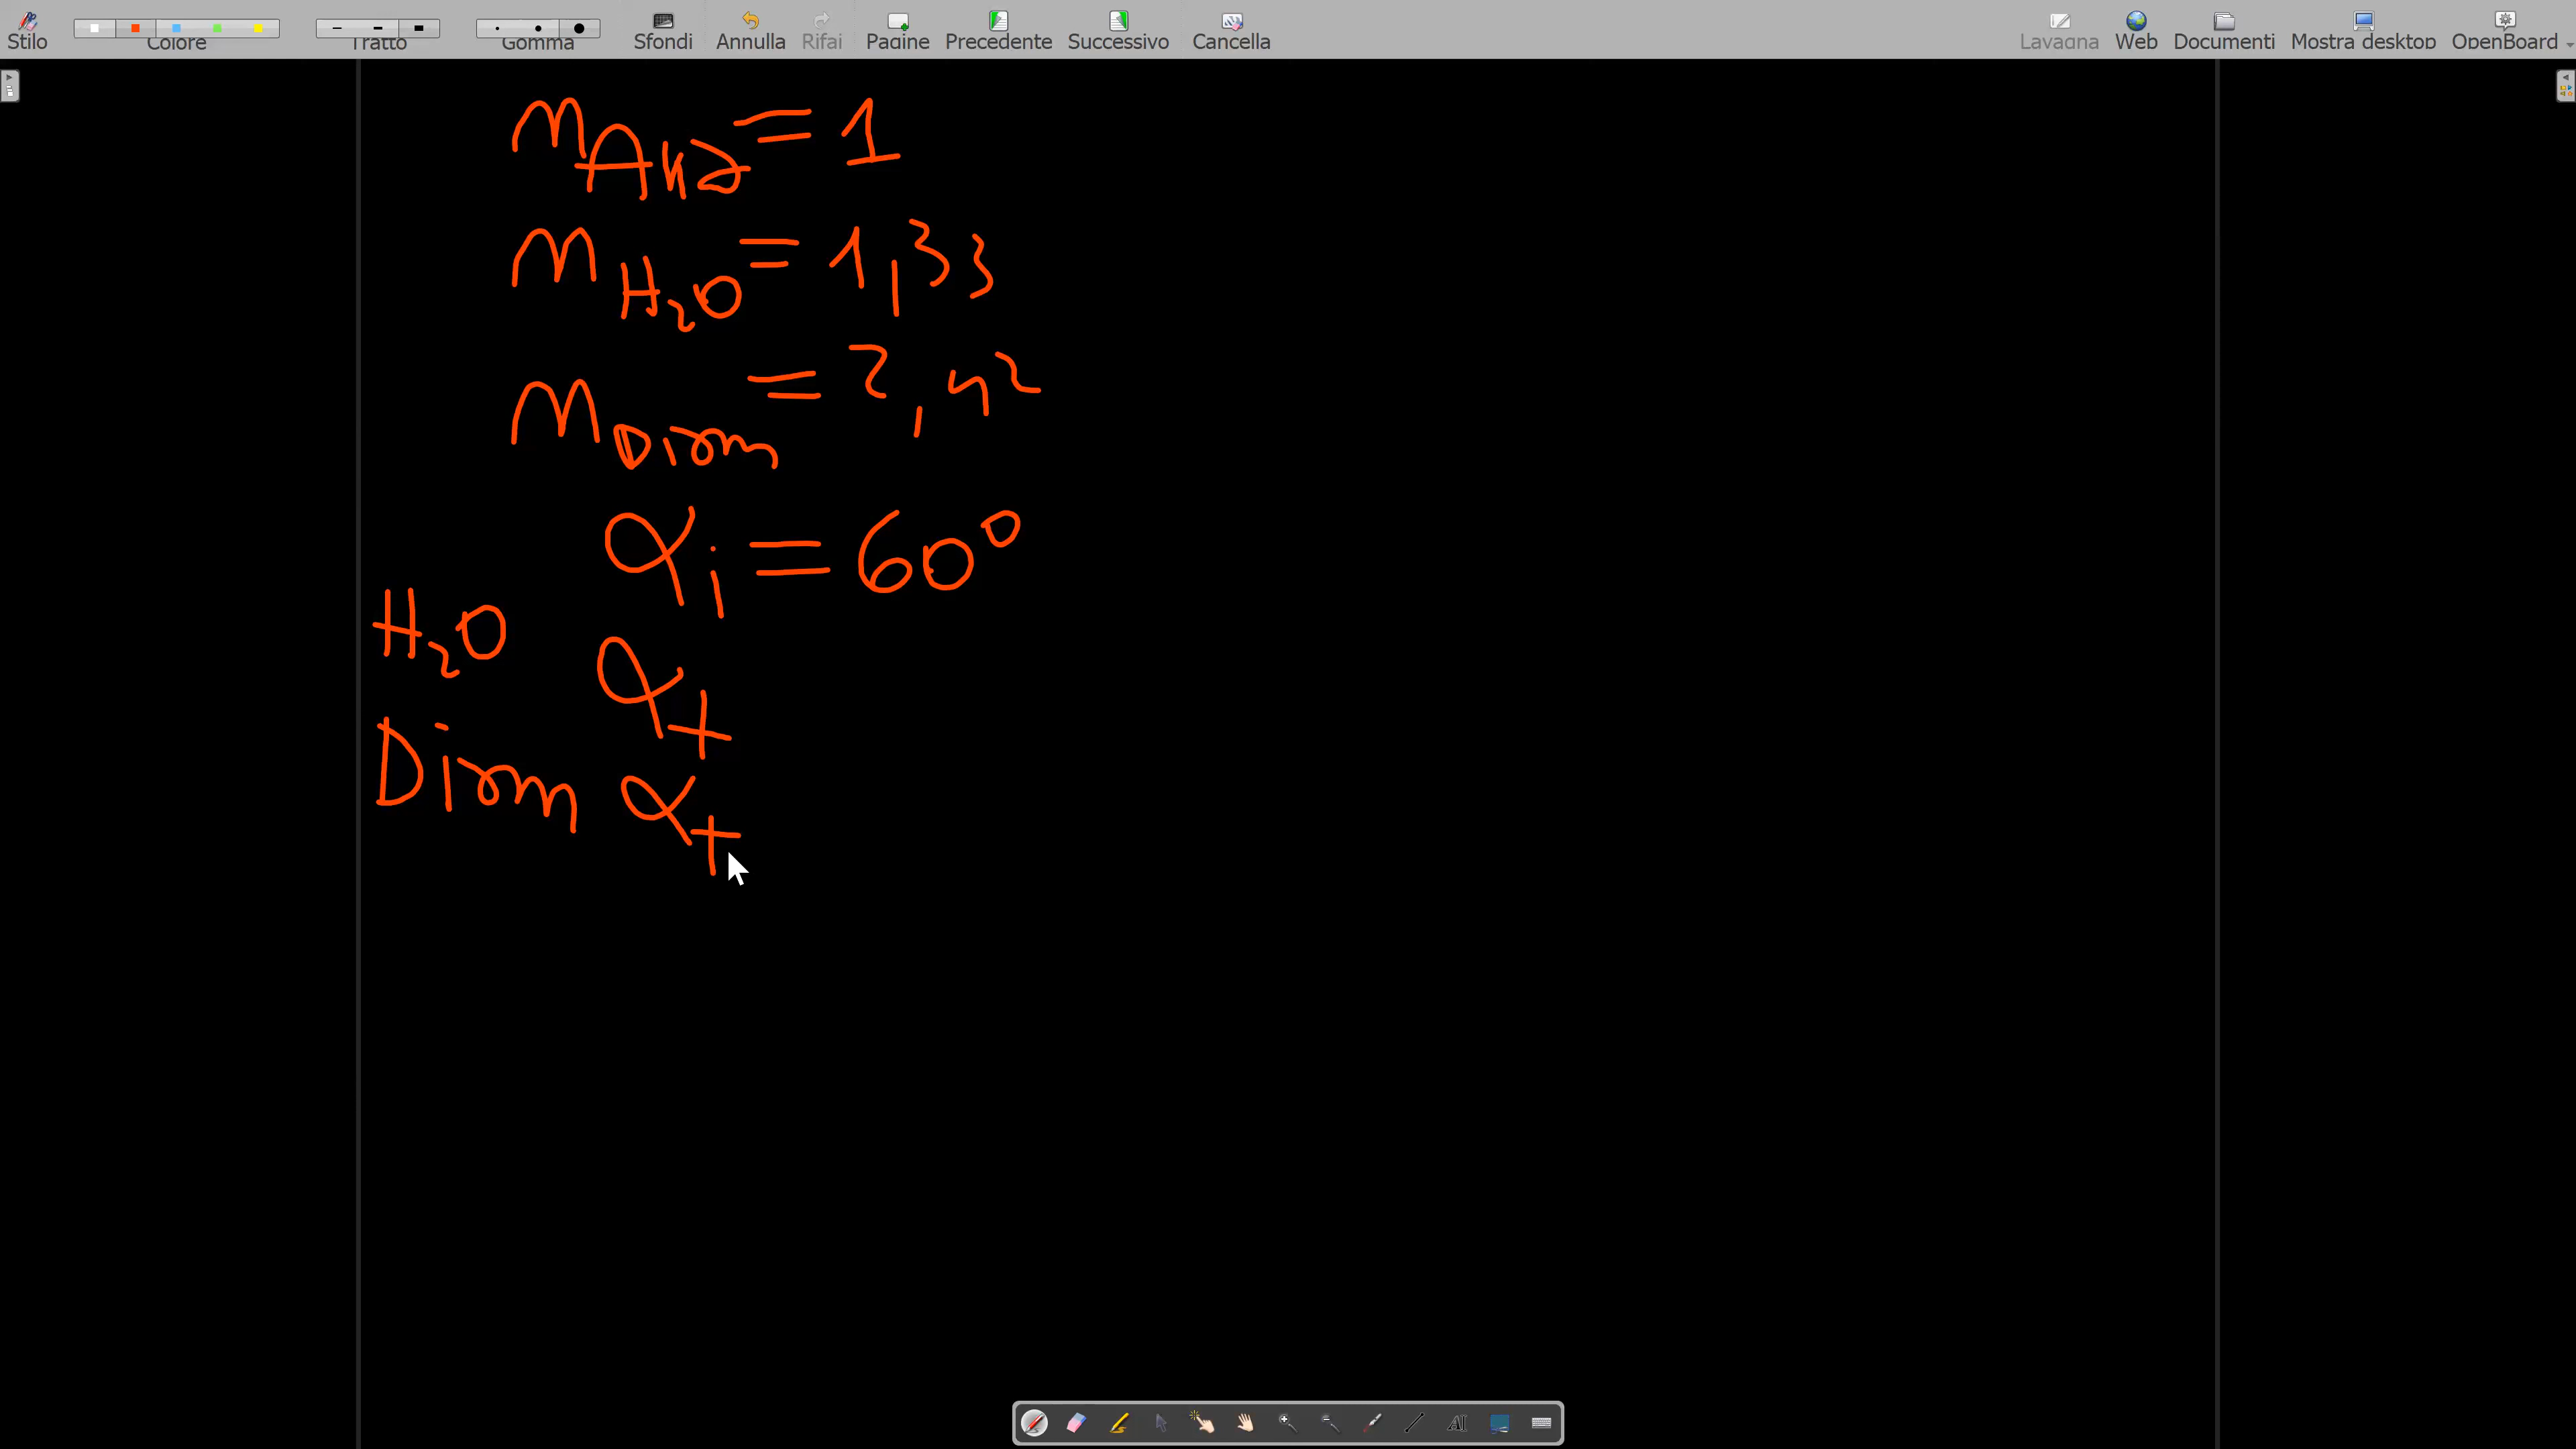 Stilo Colore Tratto Gomma Sfondi Annulla Rifai Pagine Precedente Successivo Cancella Lavagna Web Documenti Mostra desktop OpenBoard
n = 1
n H₂O = 1,33
n Diam = 2,42
αi = 60°
H₂O αt
Diam αt
AI